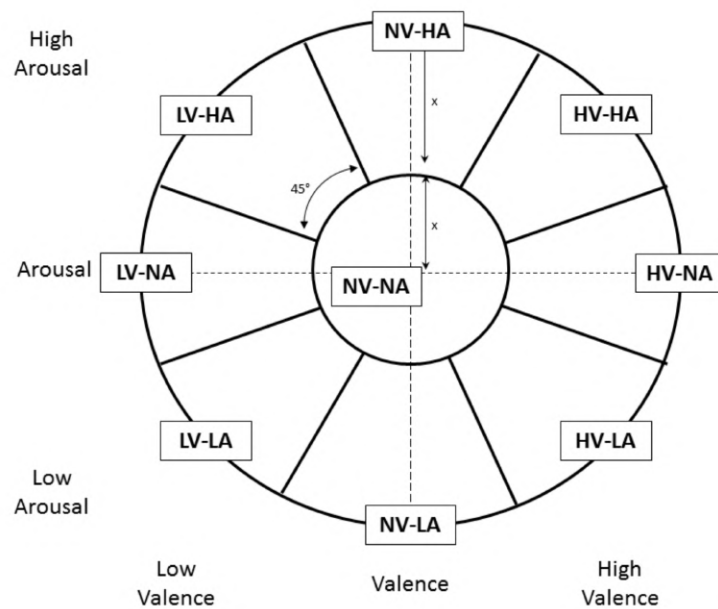 High
Arousal
NV-HA
LV-HA
x
HV-HA
45°
x
Arousal
LV-NA
NV-NA
HV-NA
LV-LA
HV-LA
Low
Arousal
NV-LA
Low
Valence
Valence
High
Valence